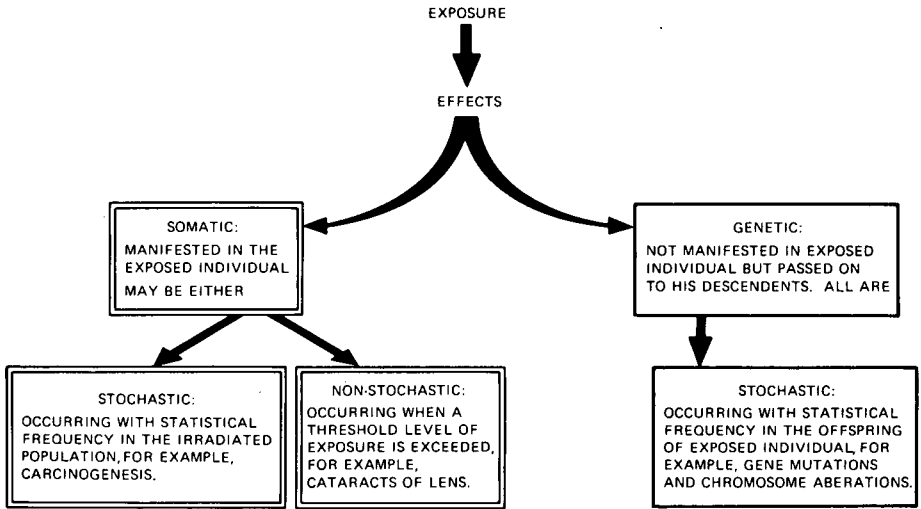 EXPOSURE
EFFECTS
SOMATIC:
MANIFESTED IN THE
EXPOSED INDIVIDUAL
MAY BE EITHER
GENETIC:
NOT MANIFESTED IN EXPOSED
INDIVIDUAL BUT PASSED ON
TO HIS DESCENDENTS. ALL ARE
STOCHASTIC:
OCCURRING WITH STATISTICAL
FREQUENCY IN THE IRRADIATED
POPULATION, FOR EXAMPLE,
CARCINOGENESIS.
NON-STOCHASTIC:
OCCURRING WHEN A
THRESHOLD LEVEL OF
EXPOSURE IS EXCEEDED,
FOR EXAMPLE,
CATARACTS OF LENS.
STOCHASTIC:
OCCURRING WITH STATISTICAL
FREQUENCY IN THE OFFSPRING
OF EXPOSED INDIVIDUAL, FOR
EXAMPLE, GENE MUTATIONS
AND CHROMOSOME ABERATIONS.